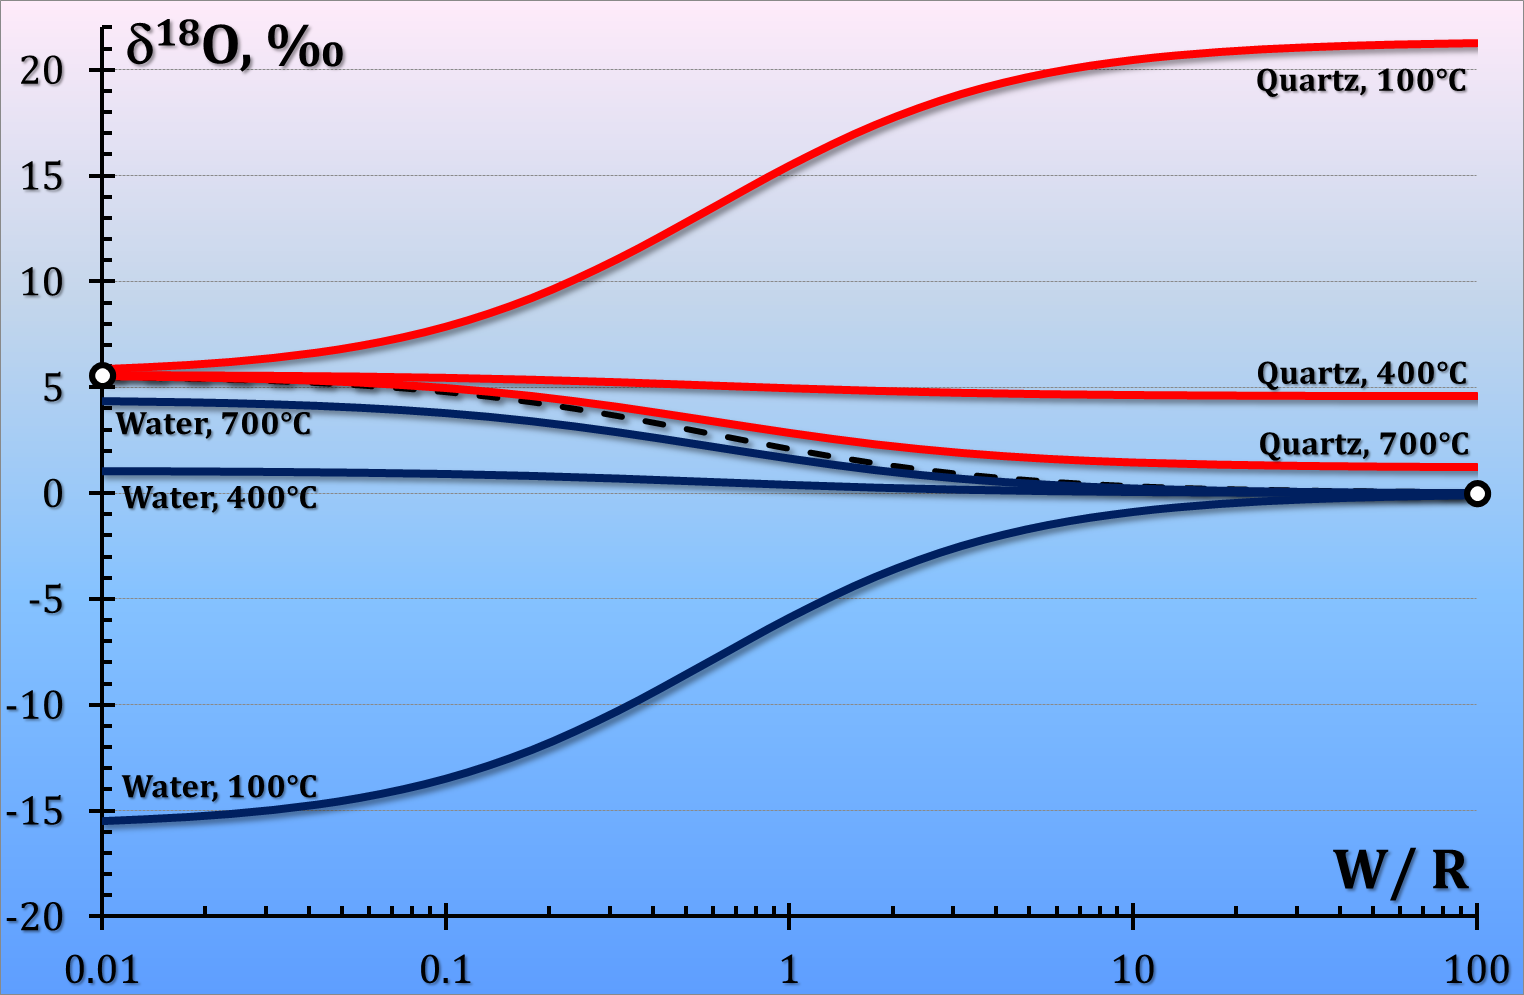 δ¹⁸O, ‰
20
Quartz, 100°C
15
10
Quartz, 400°C
5
Water, 700°C
Quartz, 700°C
0
Water, 400°C
-5
-10
Water, 100°C
-15
W/ R
-20
0.01 0.1 1 10 100